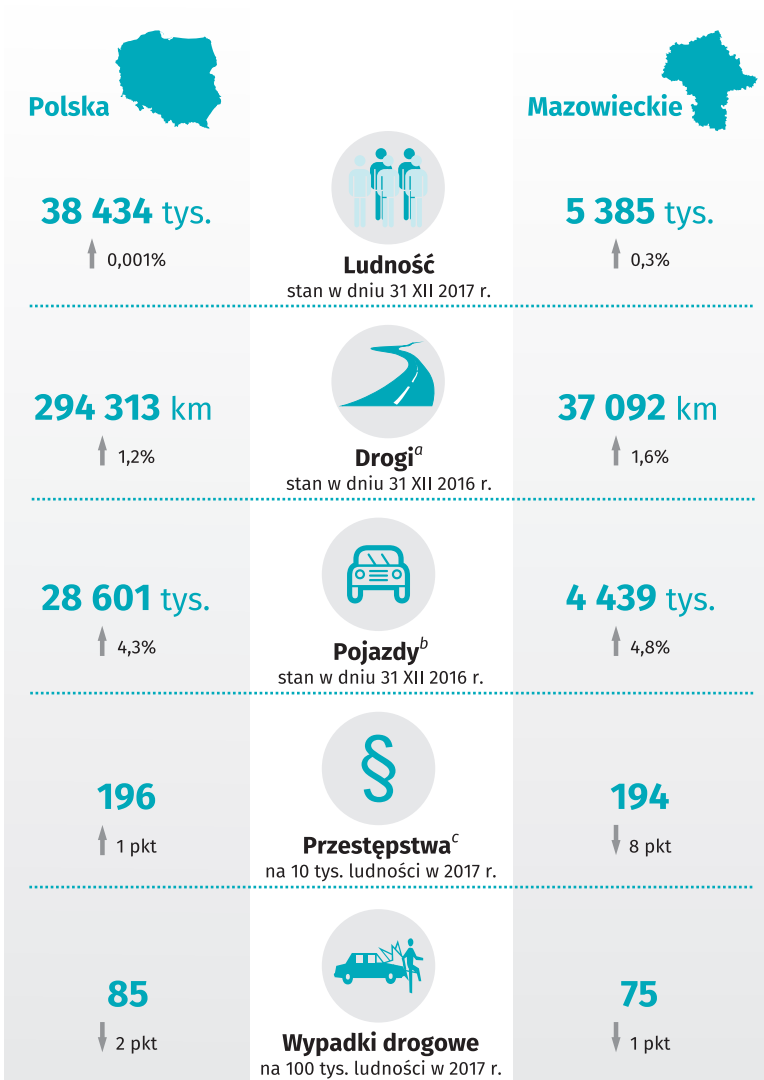 Polska
Mazowieckie
38 434 tys.
0,001%
Ludność
stan w dniu 31 XII 2017 r.
5 385 tys.
0,3%
294 313 km
1,2%
Drogi^a
stan w dniu 31 XII 2016 r.
37 092 km
1,6%
28 601 tys.
4,3%
Pojazdy^b
stan w dniu 31 XII 2016 r.
4 439 tys.
4,8%
196
1 pkt
§
Przestępstwa^c
na 10 tys. ludności w 2017 r.
194
8 pkt
85
2 pkt
Wypadki drogowe
na 100 tys. ludności w 2017 r.
75
1 pkt